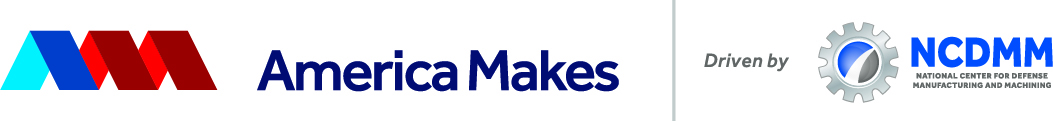 America Makes
Driven by
NCDMM
NATIONAL CENTER FOR DEFENSE
MANUFACTURING AND MACHINING